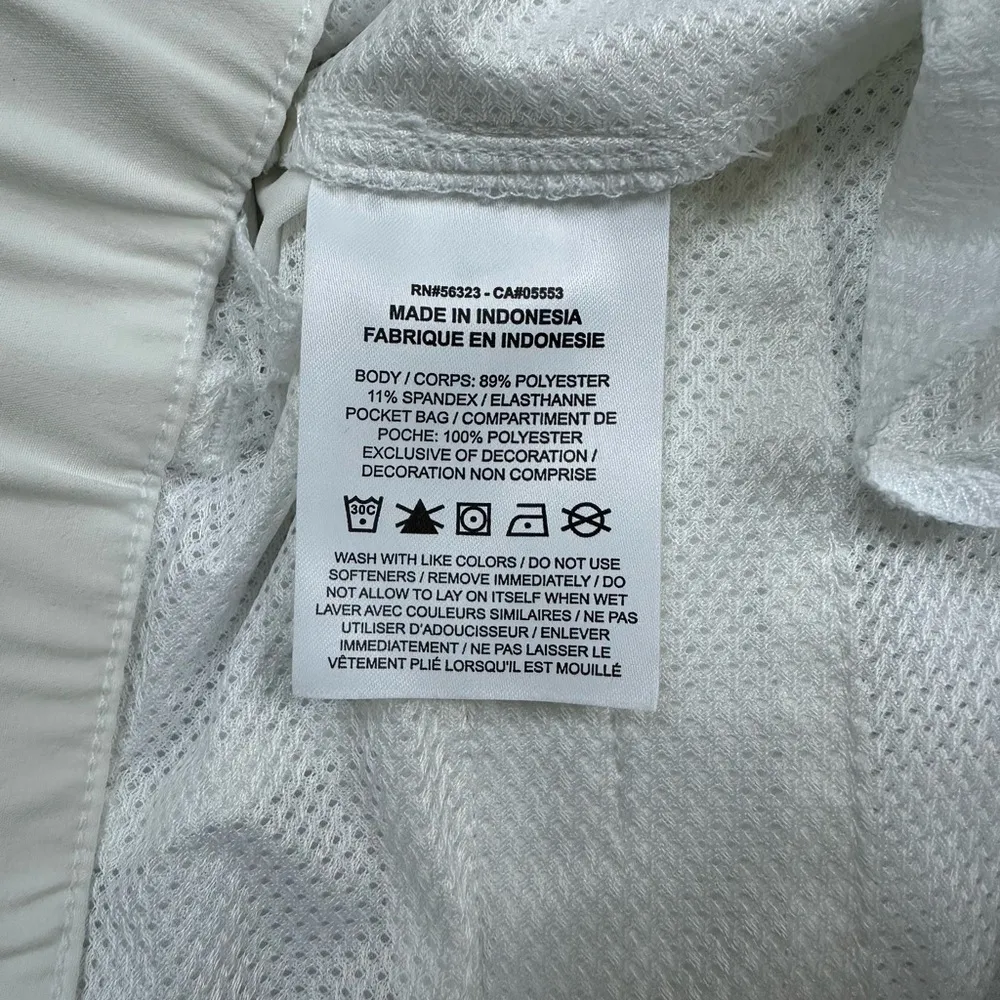 RN#56323 - CA#05553
MADE IN INDONESIA
FABRIQUE EN INDONESIE
BODY / CORPS: 89% POLYESTER
11% SPANDEX / ELASTHANNE
POCKET BAG / COMPARTIMENT DE
POCHE: 100% POLYESTER
EXCLUSIVE OF DECORATION /
DECORATION NON COMPRISE
30C
WASH WITH LIKE COLORS / DO NOT USE
SOFTENERS / REMOVE IMMEDIATELY / DO
NOT ALLOW TO LAY ON ITSELF WHEN WET
LAVER AVEC COULEURS SIMILAIRES / NE PAS
UTILISER D'ADOUCISSEUR / ENLEVER
IMMEDIATEMENT / NE PAS LAISSER LE
VÊTEMENT PLIÉ LORSQU'IL EST MOUILLÉ